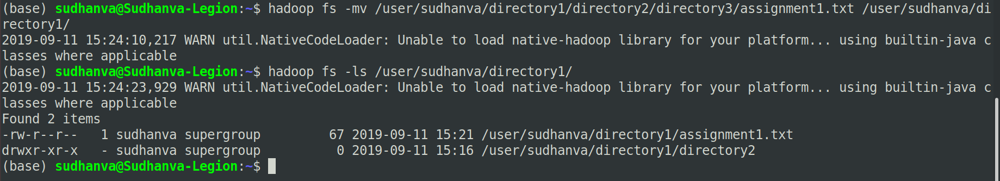 (base) sudhanva@Sudhanva-Legion:~$ hadoop fs -mv /user/sudhanva/directory1/directory2/directory3/assignment1.txt /user/sudhanva/di
rectory1/
2019-09-11 15:24:10,217 WARN util.NativeCodeLoader: Unable to load native-hadoop library for your platform... using builtin-java c
lasses where applicable
(base) sudhanva@Sudhanva-Legion:~$ hadoop fs -ls /user/sudhanva/directory1/
2019-09-11 15:24:23,929 WARN util.NativeCodeLoader: Unable to load native-hadoop library for your platform... using builtin-java c
lasses where applicable
Found 2 items
-rw-r--r--   1 sudhanva supergroup         67 2019-09-11 15:21 /user/sudhanva/directory1/assignment1.txt
drwxr-xr-x   - sudhanva supergroup          0 2019-09-11 15:16 /user/sudhanva/directory1/directory2
(base) sudhanva@Sudhanva-Legion:~$